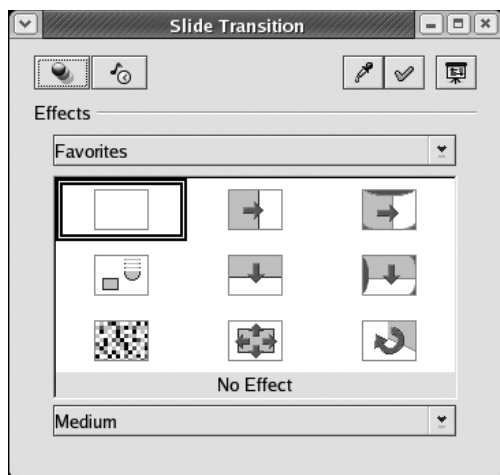 Slide Transition
Effects
Favorites
No Effect
Medium